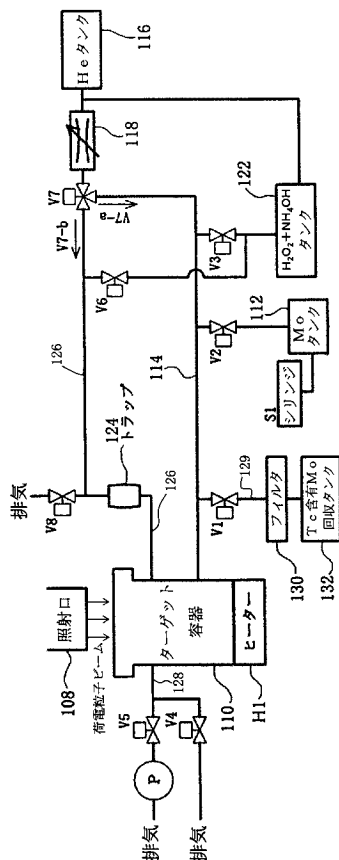 Heタンク
116
118
V7
V7-a
V7-b
122
H₂O₂+NH₄OH
タンク
V3
V6
112
Mo
タンク
V2
S1
シリンジ
114
126
124
トラップ
排気
V8
126
129
V1
フィルタ
130
Tc含有Mo
回収タンク
132
照射口
108
荷電粒子ビーム
ターゲット
容器
ヒーター
110
H1
128
V5
V4
P
排気
排気